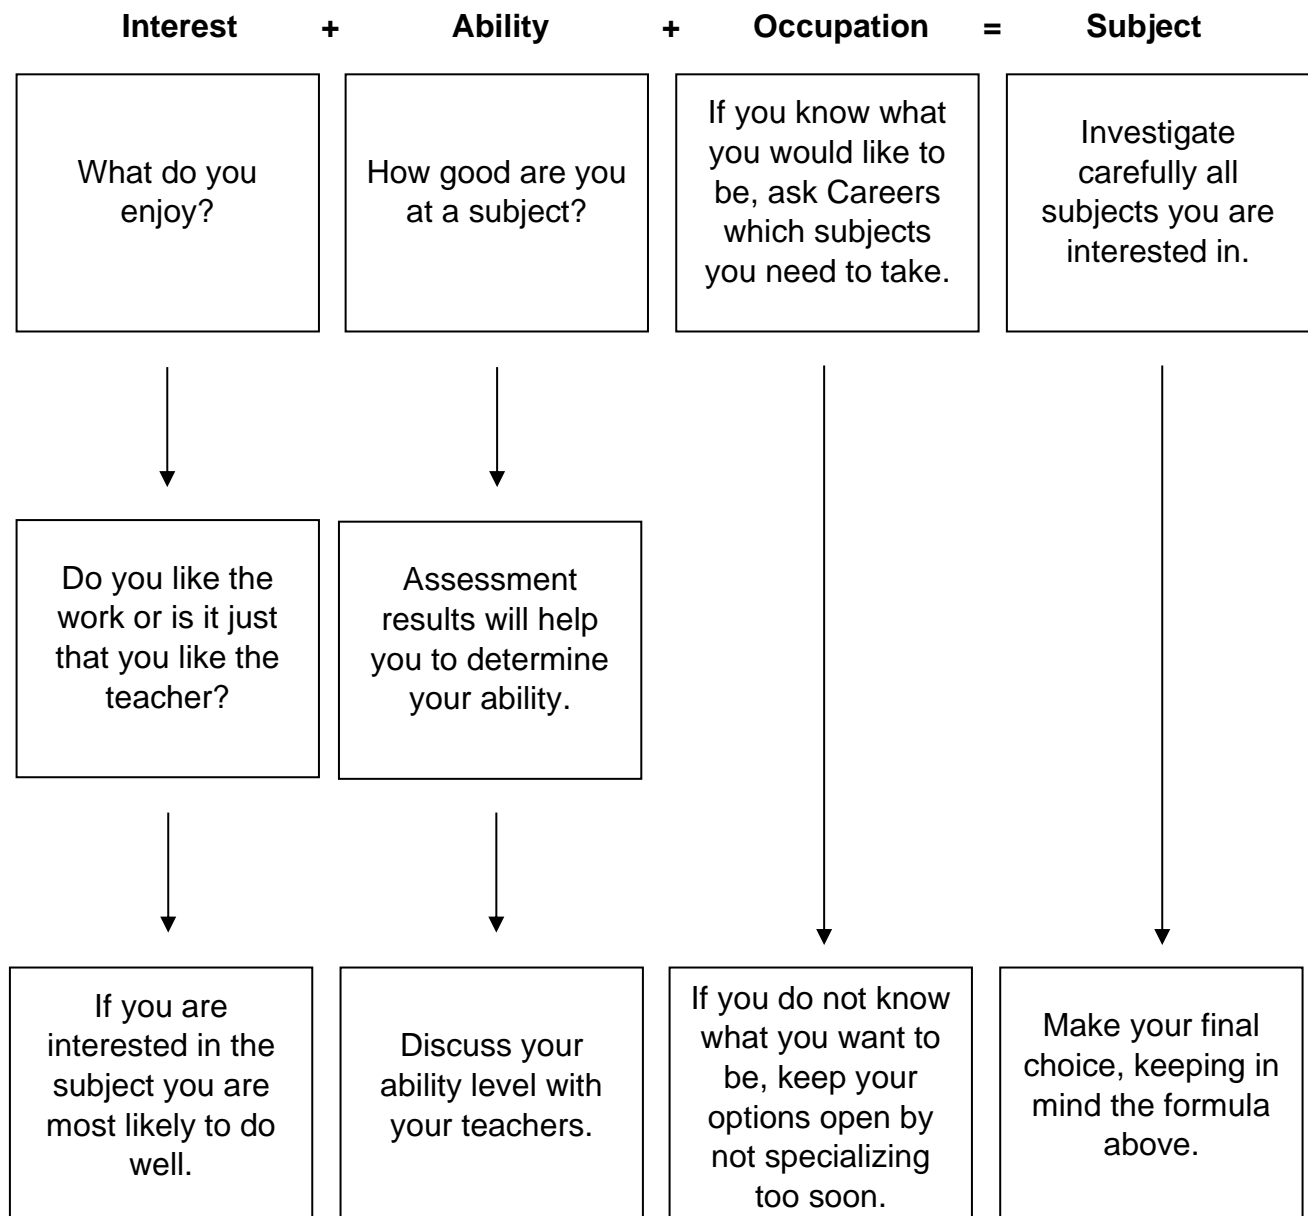 Interest + Ability + Occupation = Subject
What do you
enjoy?
How good are you
at a subject?
If you know what
you would like to
be, ask Careers
which subjects
you need to take.
Investigate
carefully all
subjects you are
interested in.
Do you like the
work or is it just
that you like the
teacher?
Assessment
results will help
you to determine
your ability.
If you are
interested in the
subject you are
most likely to do
well.
Discuss your
ability level with
your teachers.
If you do not know
what you want to
be, keep your
options open by
not specializing
too soon.
Make your final
choice, keeping in
mind the formula
above.